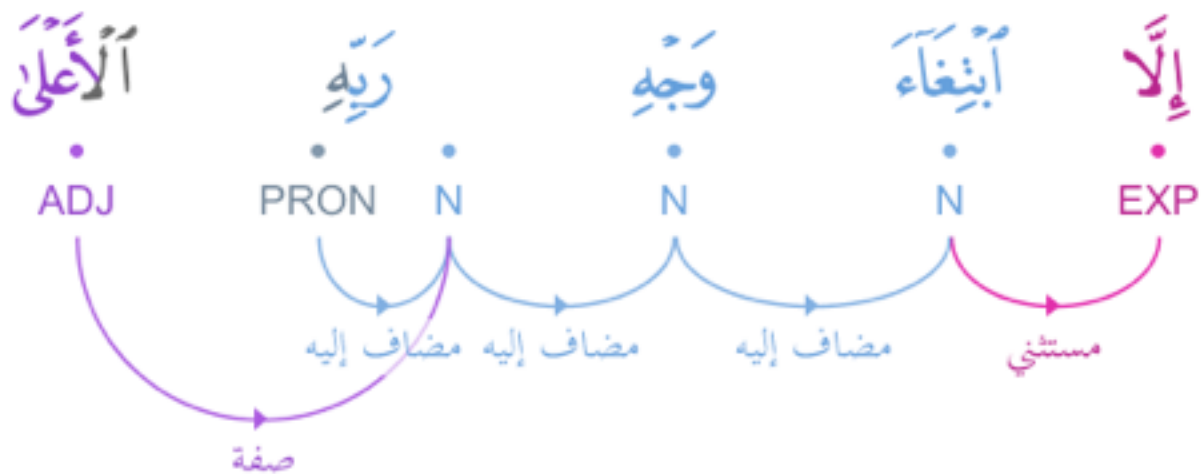 إِلَّا ٱبْتِغَآءَ وَجْهِ رَبِّهِ ٱلْأَعْلَىٰ
EXP N N N PRON ADJ
مستثني مضاف إليه مضاف إليه مضاف إليه
صفة